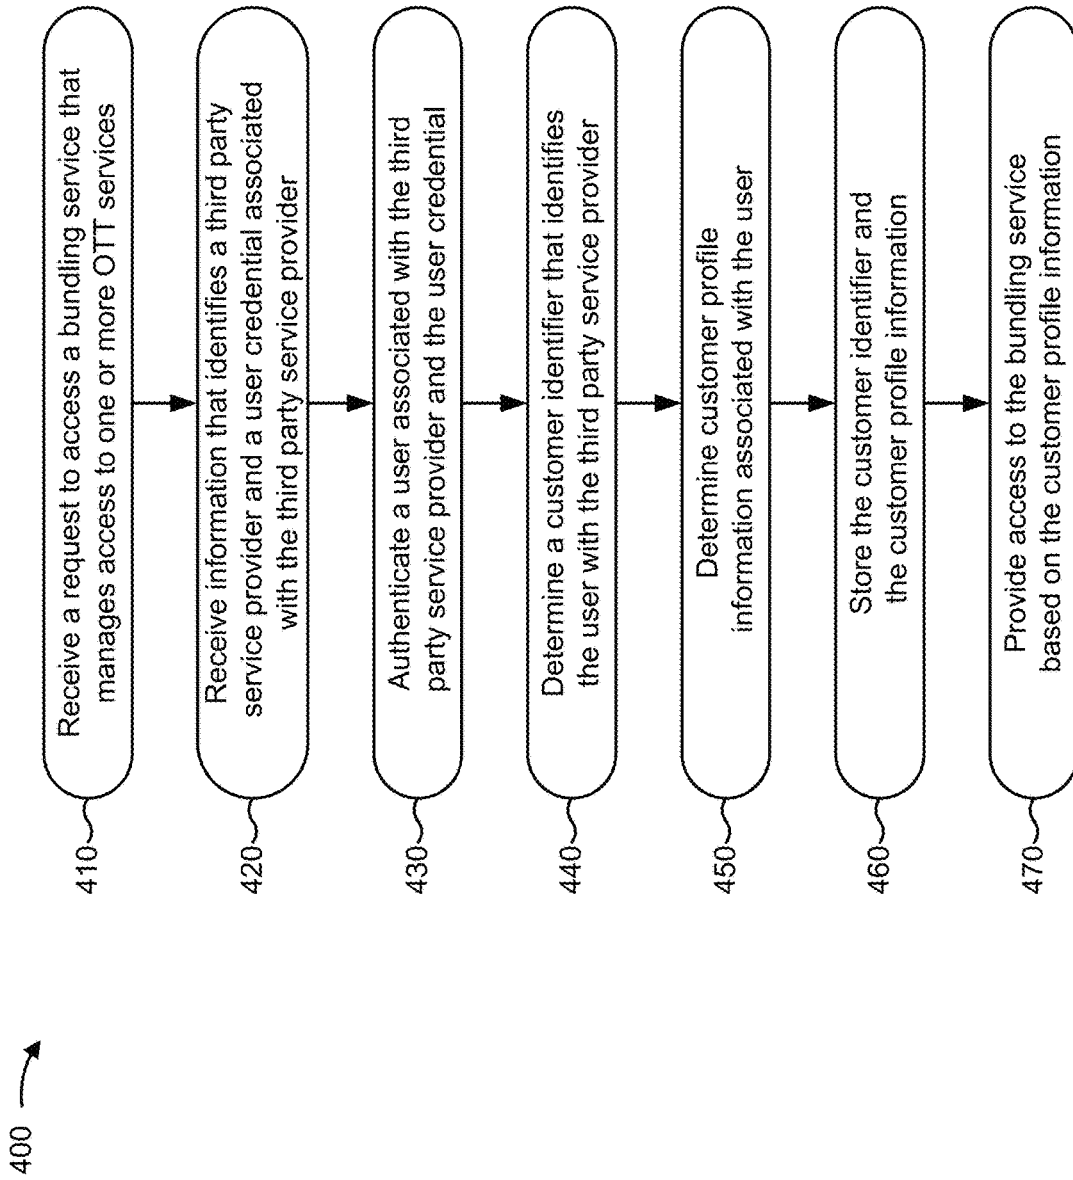 400
410
Receive a request to access a bundling service that
manages access to one or more OTT services
420
Receive information that identifies a third party
service provider and a user credential associated
with the third party service provider
430
Authenticate a user associated with the third
party service provider and the user credential
440
Determine a customer identifier that identifies
the user with the third party service provider
450
Determine customer profile
information associated with the user
460
Store the customer identifier and
the customer profile information
470
Provide access to the bundling service
based on the customer profile information